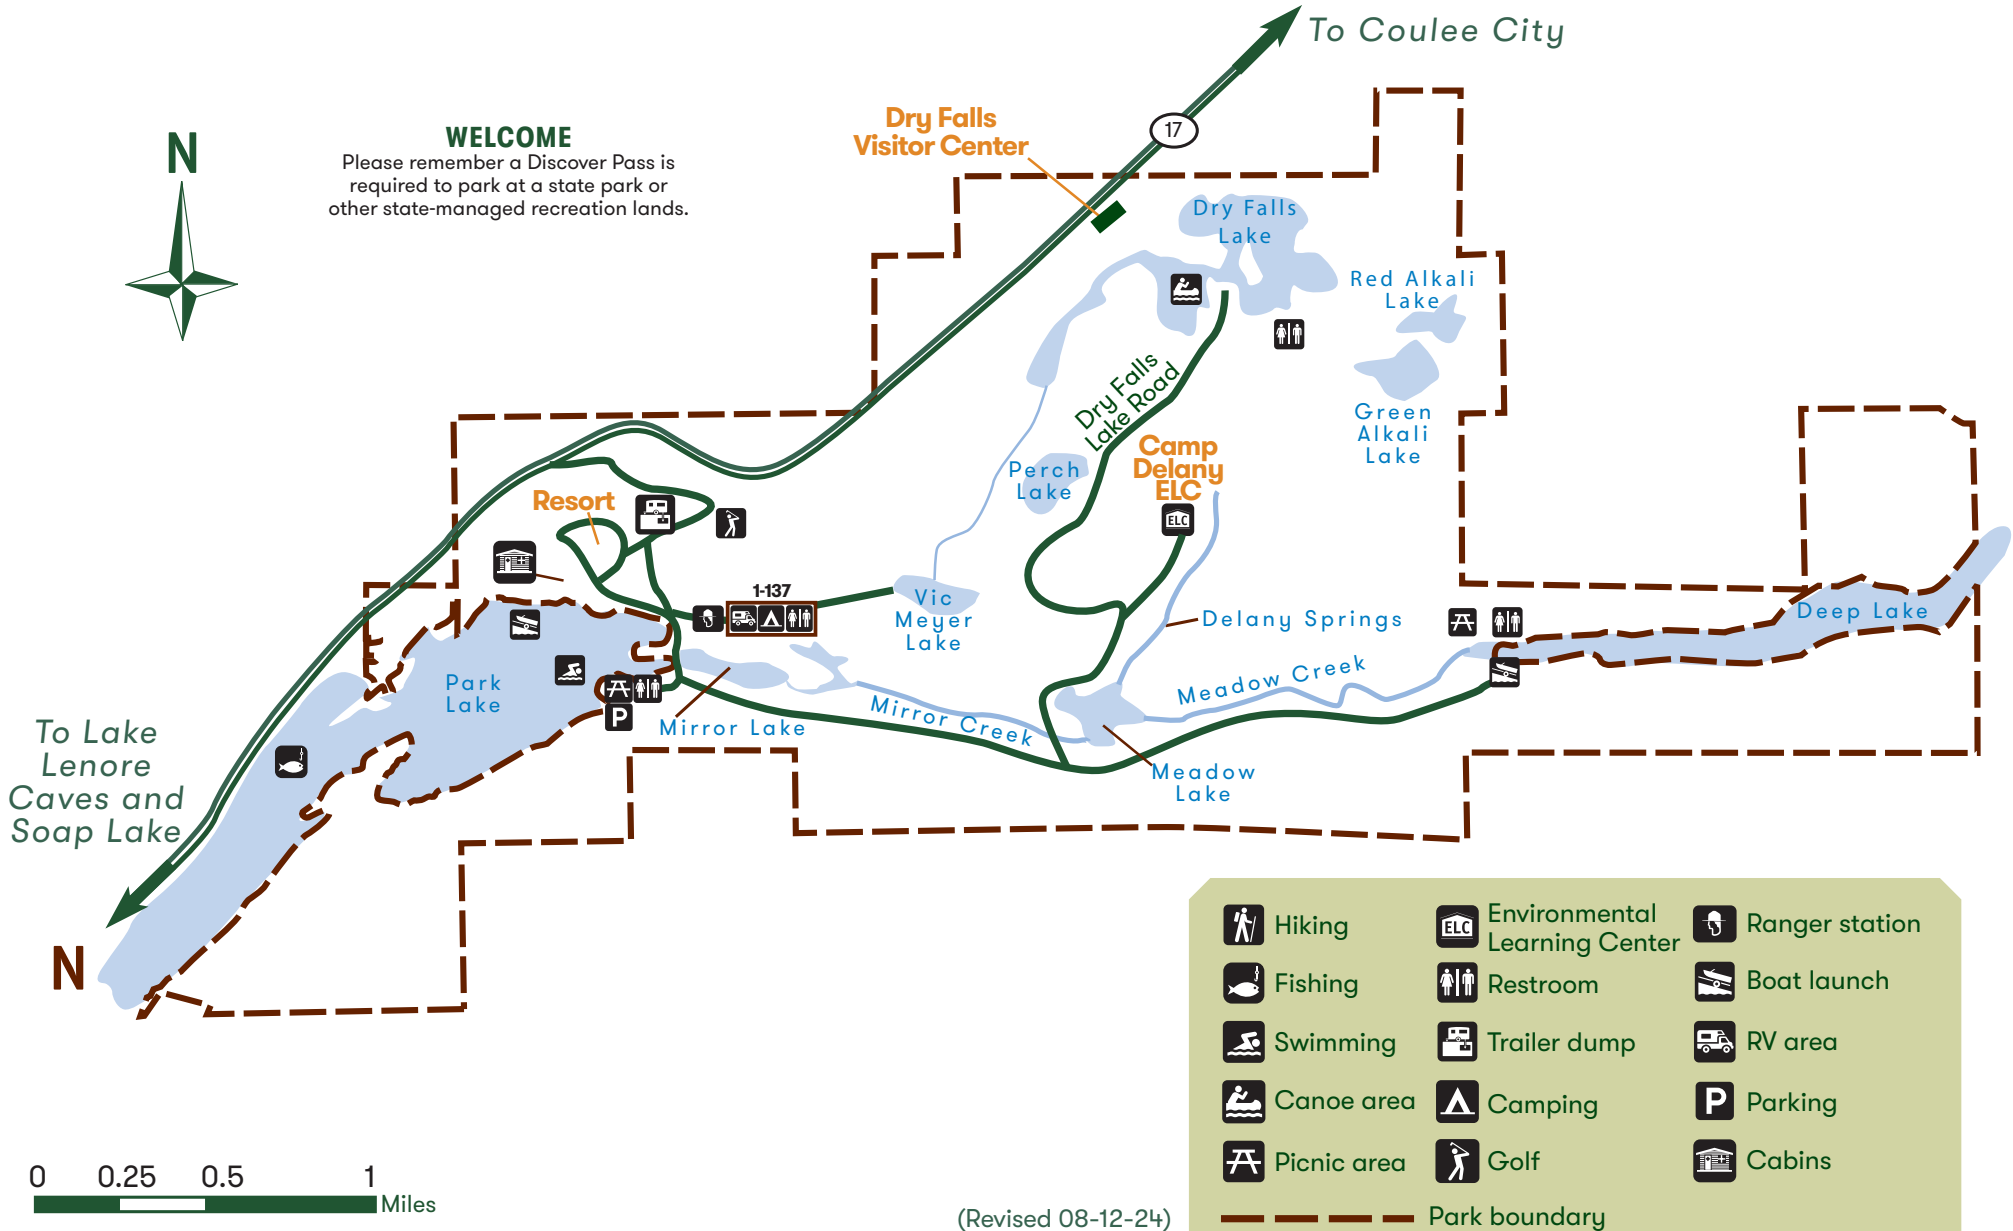 To Coulee City
17
Dry Falls
Visitor Center
N
WELCOME
Please remember a Discover Pass is
required to park at a state park or
other state-managed recreation lands.
Dry Falls
Lake
Red Alkali
Lake
Green
Alkali
Lake
Dry Falls
Lake Road
Camp
Delany
ELC
ELC
Perch
Lake
Resort
1-137
Vic
Meyer
Lake
Delany Springs
Deep Lake
Park
Lake
P
Mirror Lake
Mirror Creek
Meadow Creek
Meadow
Lake
To Lake
Lenore
Caves and
Soap Lake
N
Hiking
Fishing
Swimming
Canoe area
Picnic area
ELC
Environmental
Learning Center
Restroom
Trailer dump
Camping
Golf
Ranger station
Boat launch
RV area
P
Parking
Cabins
Park boundary
0 0.25 0.5 1
Miles
(Revised 08-12-24)